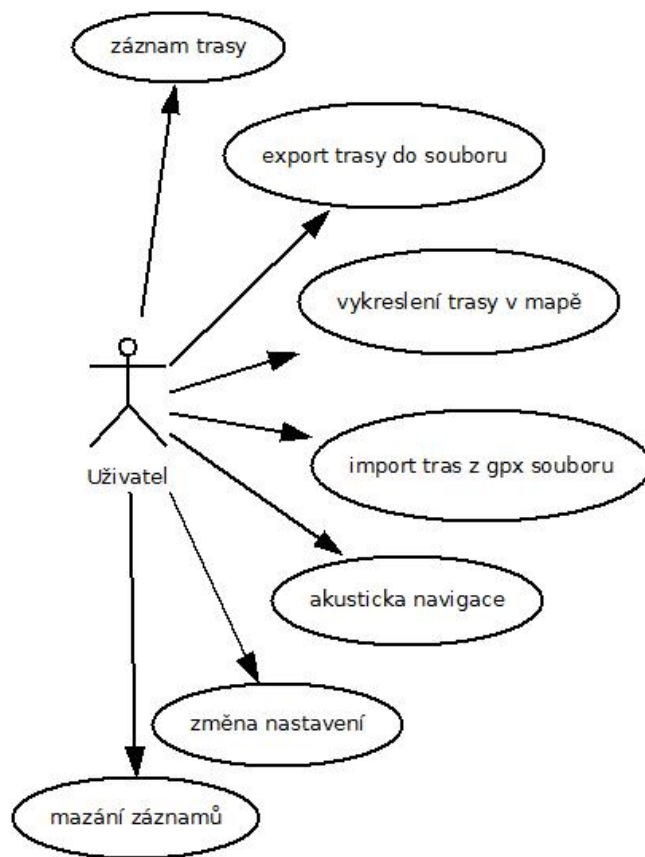 záznam trasy
export trasy do souboru
vykreslení trasy v mapě
import tras z gpx souboru
Uživatel
akusticka navigace
změna nastavení
mazání záznamů